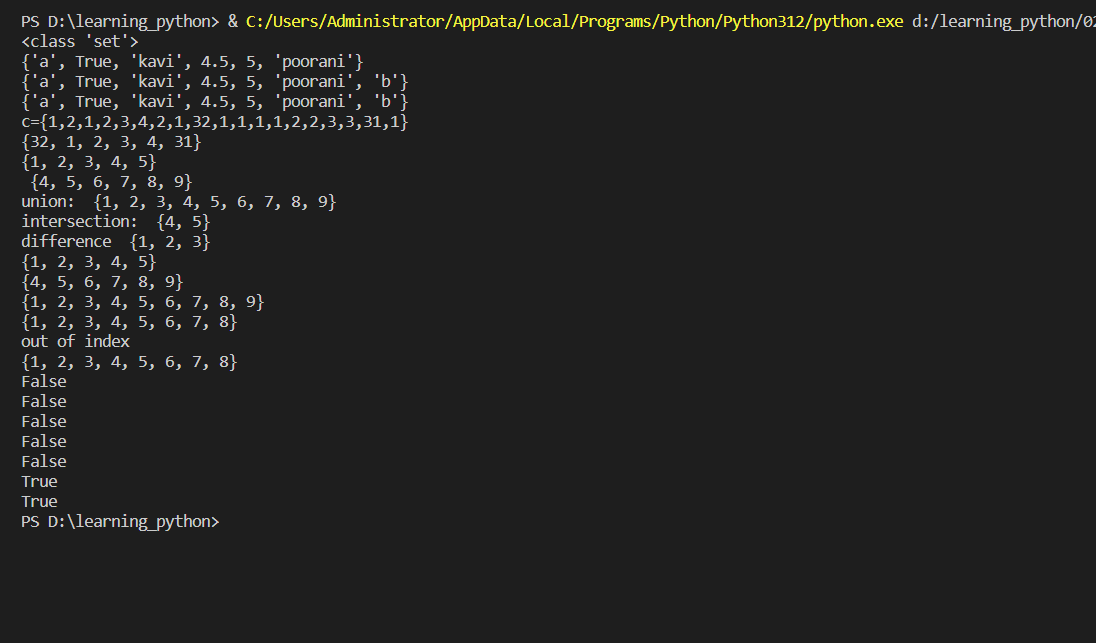 PS D:\learning_python> & C:/Users/Administrator/AppData/Local/Programs/Python/Python312/python.exe d:/learning_python/02
<class 'set'>
{'a', True, 'kavi', 4.5, 5, 'poorani'}
{'a', True, 'kavi', 4.5, 5, 'poorani', 'b'}
{'a', True, 'kavi', 4.5, 5, 'poorani', 'b'}
c={1,2,1,2,3,4,2,1,32,1,1,1,1,2,2,3,3,31,1}
{32, 1, 2, 3, 4, 31}
{1, 2, 3, 4, 5}
 {4, 5, 6, 7, 8, 9}
union:  {1, 2, 3, 4, 5, 6, 7, 8, 9}
intersection:  {4, 5}
difference  {1, 2, 3}
{1, 2, 3, 4, 5}
{4, 5, 6, 7, 8, 9}
{1, 2, 3, 4, 5, 6, 7, 8, 9}
{1, 2, 3, 4, 5, 6, 7, 8}
out of index
{1, 2, 3, 4, 5, 6, 7, 8}
False
False
False
False
False
True
True
PS D:\learning_python>